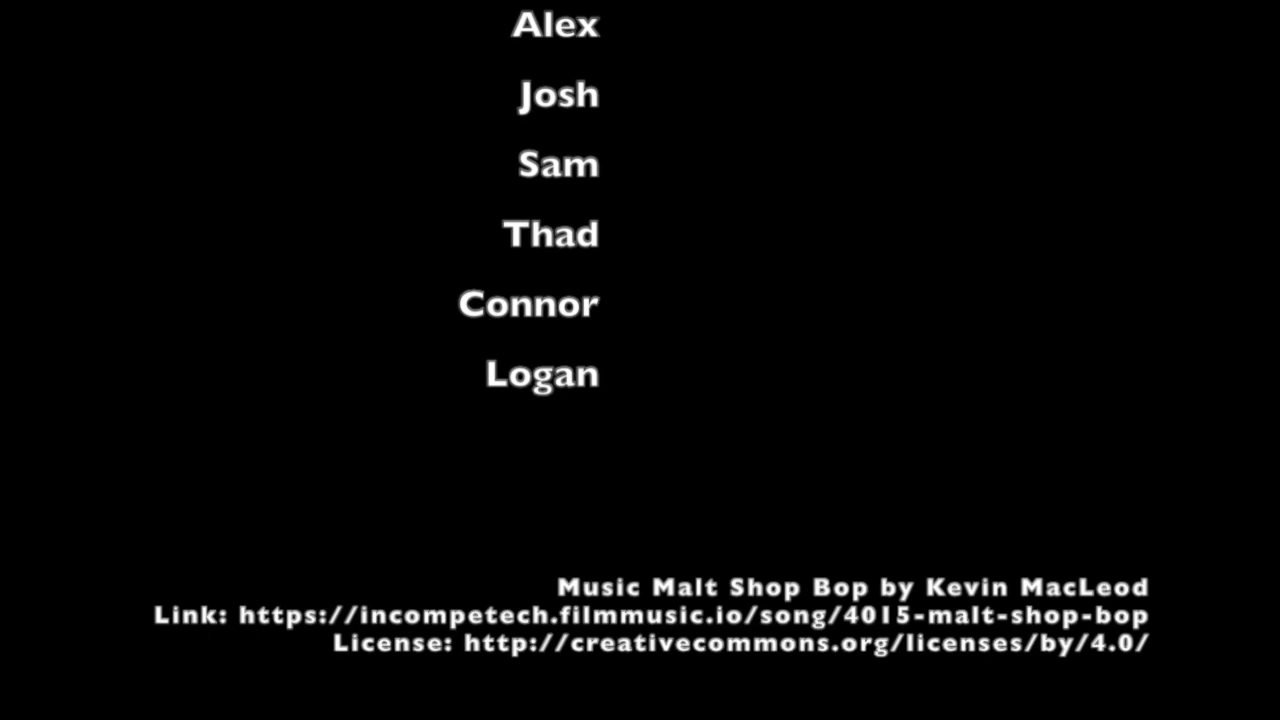 Alex
Josh
Sam
Thad
Connor
Logan
Music Malt Shop Bop by Kevin MacLeod
Link: https://incompetech.filmmusic.io/song/4015-malt-shop-bop
License: http://creativecommons.org/licenses/by/4.0/